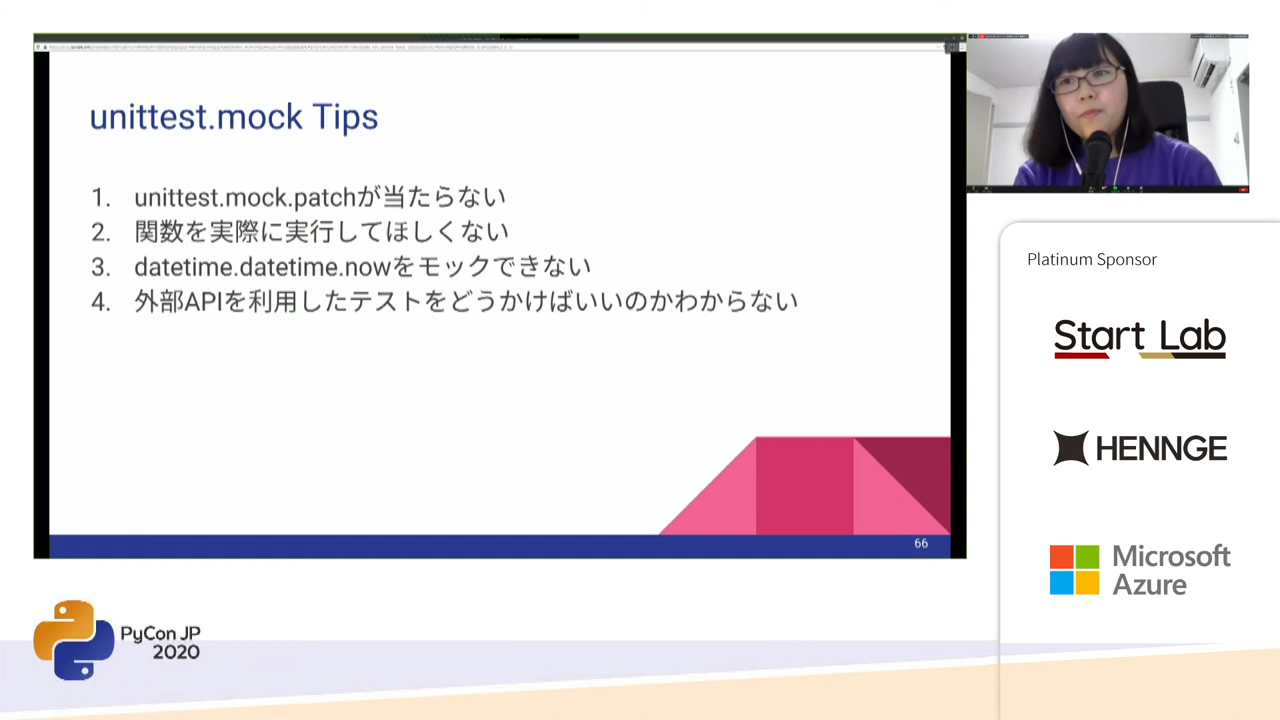 unittest.mock Tips
1. unittest.mock.patchが当たらない
2. 関数を実際に実行してほしくない
3. datetime.datetime.nowをモックできない
4. 外部APIを利用したテストをどうかけばいいのかわからない
66
Platinum Sponsor
Start Lab
HENNGE
Microsoft
Azure
PyCon JP
2020